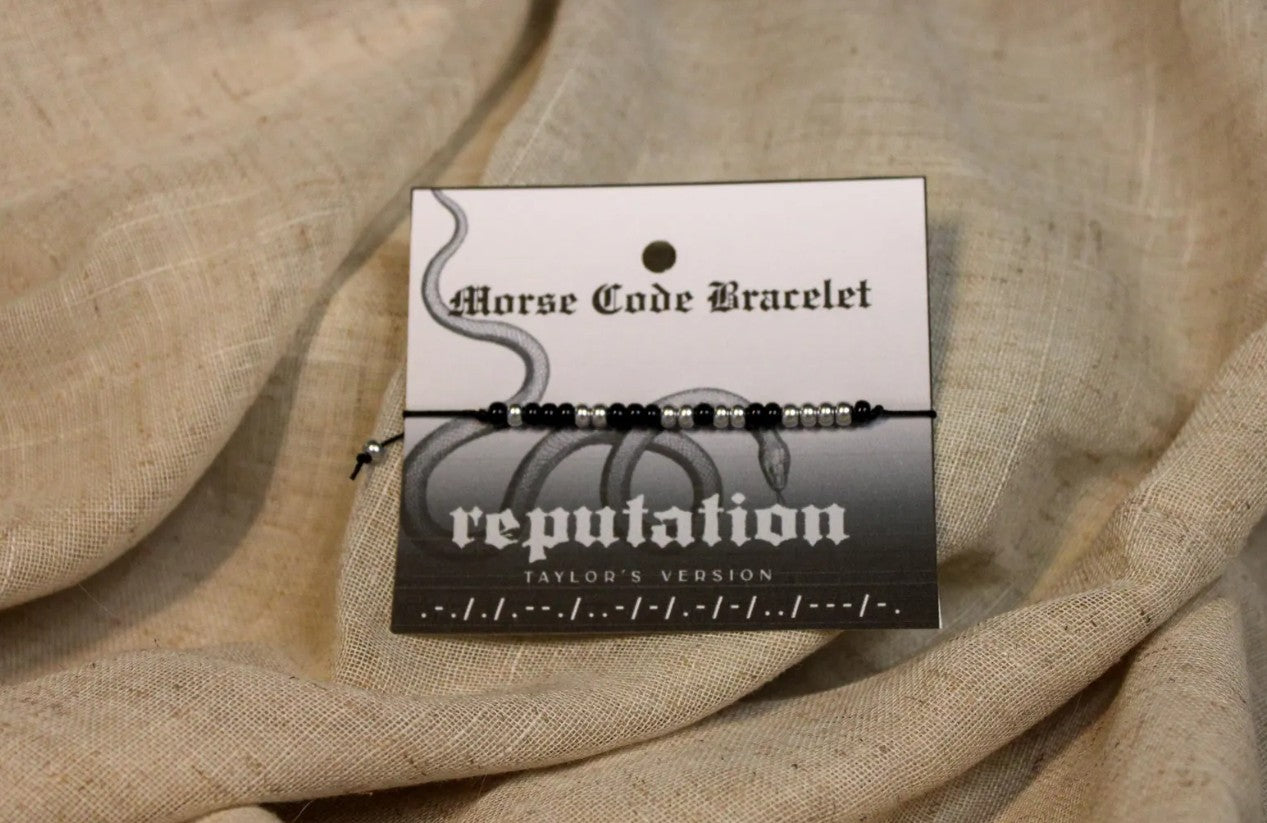 Morse Code Bracelet
reputation
TAYLOR'S VERSION
.-././.--./..-/-/.-/-/../---/-.